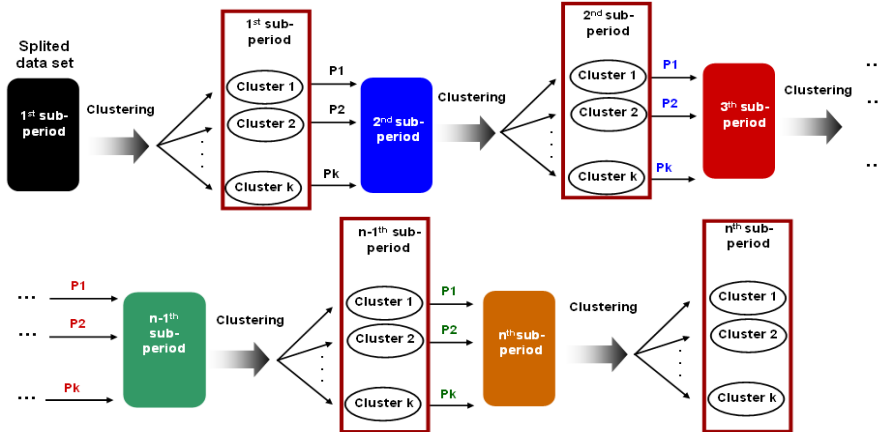 Splited
data set
1st sub-
period
Clustering
1st sub-
period
Cluster 1
Cluster 2
Cluster k
P1
P2
Pk
2nd sub-
period
Clustering
2nd sub-
period
Cluster 1
Cluster 2
Cluster k
P1
P2
Pk
3th sub-
period
Clustering
...
...
...
... P1
... P2
... Pk
n-1th
sub-
period
Clustering
n-1th sub-
period
Cluster 1
Cluster 2
Cluster k
P1
P2
Pk
nth sub-
period
Clustering
nth sub-
period
Cluster 1
Cluster 2
Cluster k